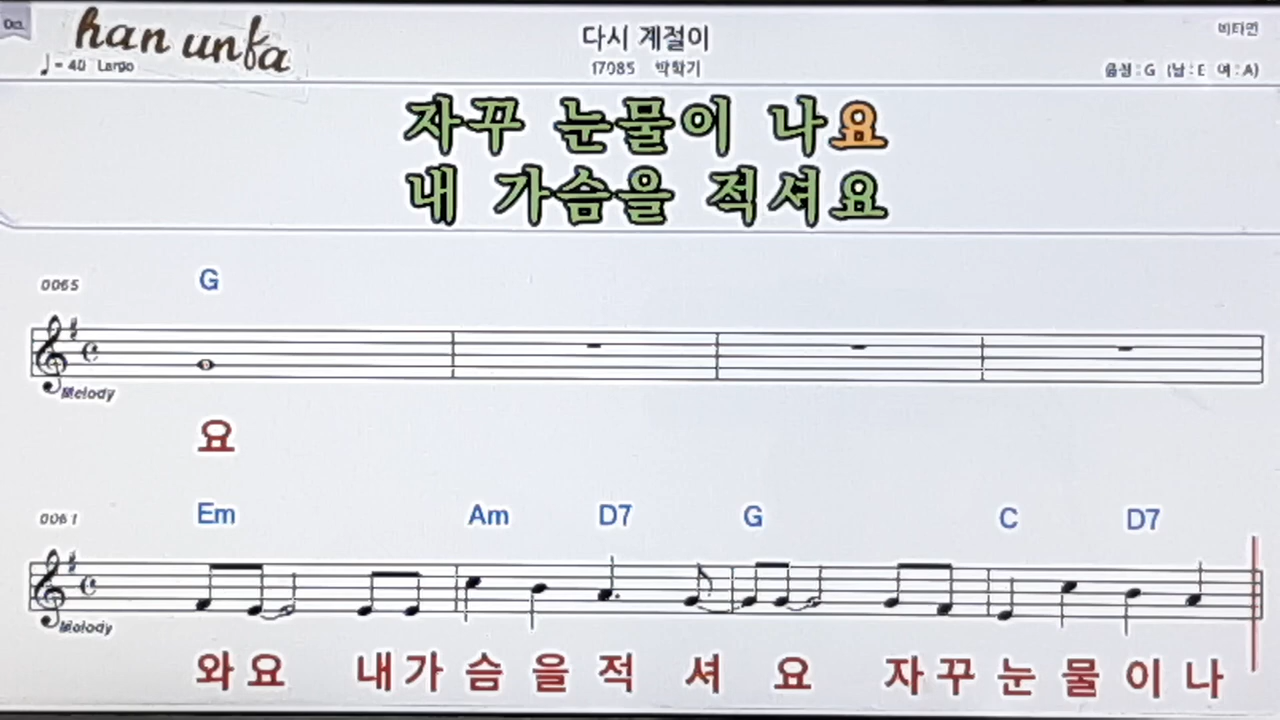 han unfa
♩ = 40 Largo
다시 계절이
17085 박학기
비타민
음정 : G (남 : E 여 : A)
자꾸 눈물이 나요
내 가슴을 적셔요
0065 G
Melody
요
0061 Em Am D7 G C D7
Melody
와요 내가 슴 을 적 셔 요 자꾸 눈 물 이 나